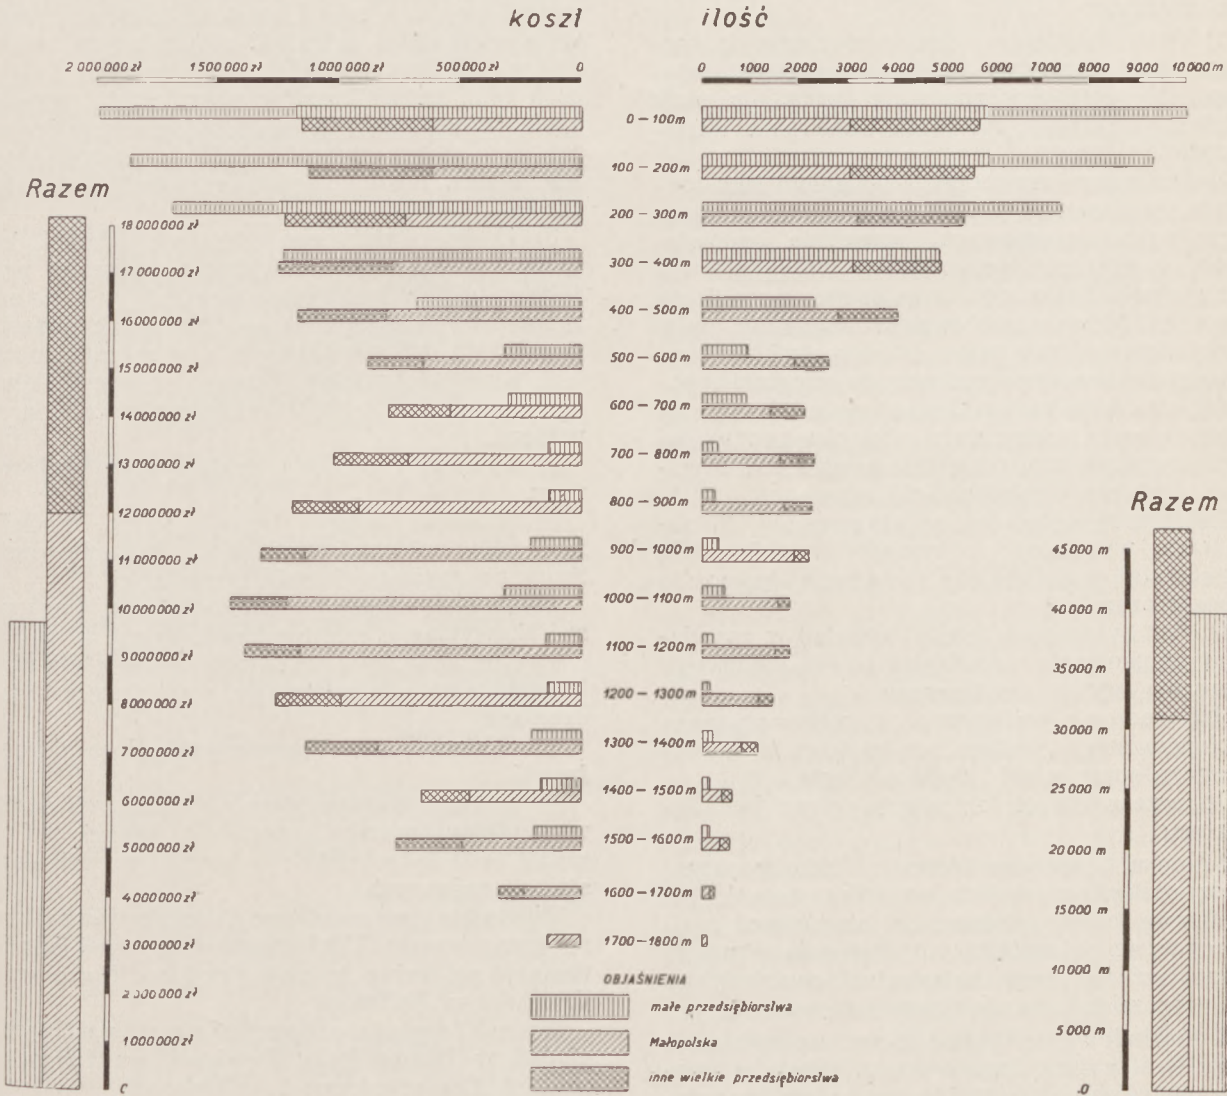 koszt ilość
2 000 000 zł 1 500 000 zł 1 000 000 zł 500 000 zł 0 0 1000 2000 3000 4000 5000 6000 7000 8000 9000 10 000 m
0 – 100 m
100 – 200 m
Razem
200 – 300 m
18 000 000 zł
300 – 400 m
17 000 000 zł
400 – 500 m
16 000 000 zł
500 – 600 m
15 000 000 zł
600 – 700 m
14 000 000 zł
700 – 800 m
13 000 000 zł
800 – 900 m
Razem
12 000 000 zł
900 – 1000 m
45 000 m
11 000 000 zł
1000 – 1100 m
10 000 000 zł
40 000 m
1100 – 1200 m
9 000 000 zł
35 000 m
1200 – 1300 m
8 000 000 zł
30 000 m
1300 – 1400 m
7 000 000 zł
1400 – 1500 m
25 000 m
6 000 000 zł
1500 – 1600 m
5 000 000 zł
20 000 m
1600 – 1700 m
4 000 000 zł
15 000 m
1700 – 1800 m
3 000 000 zł
10 000 m
OBJAŚNIENIA
2 000 000 zł
małe przedsiębiorstwa
5 000 m
1 000 000 zł
Małopolska
inne wielkie przedsiębiorstwa
0
.0